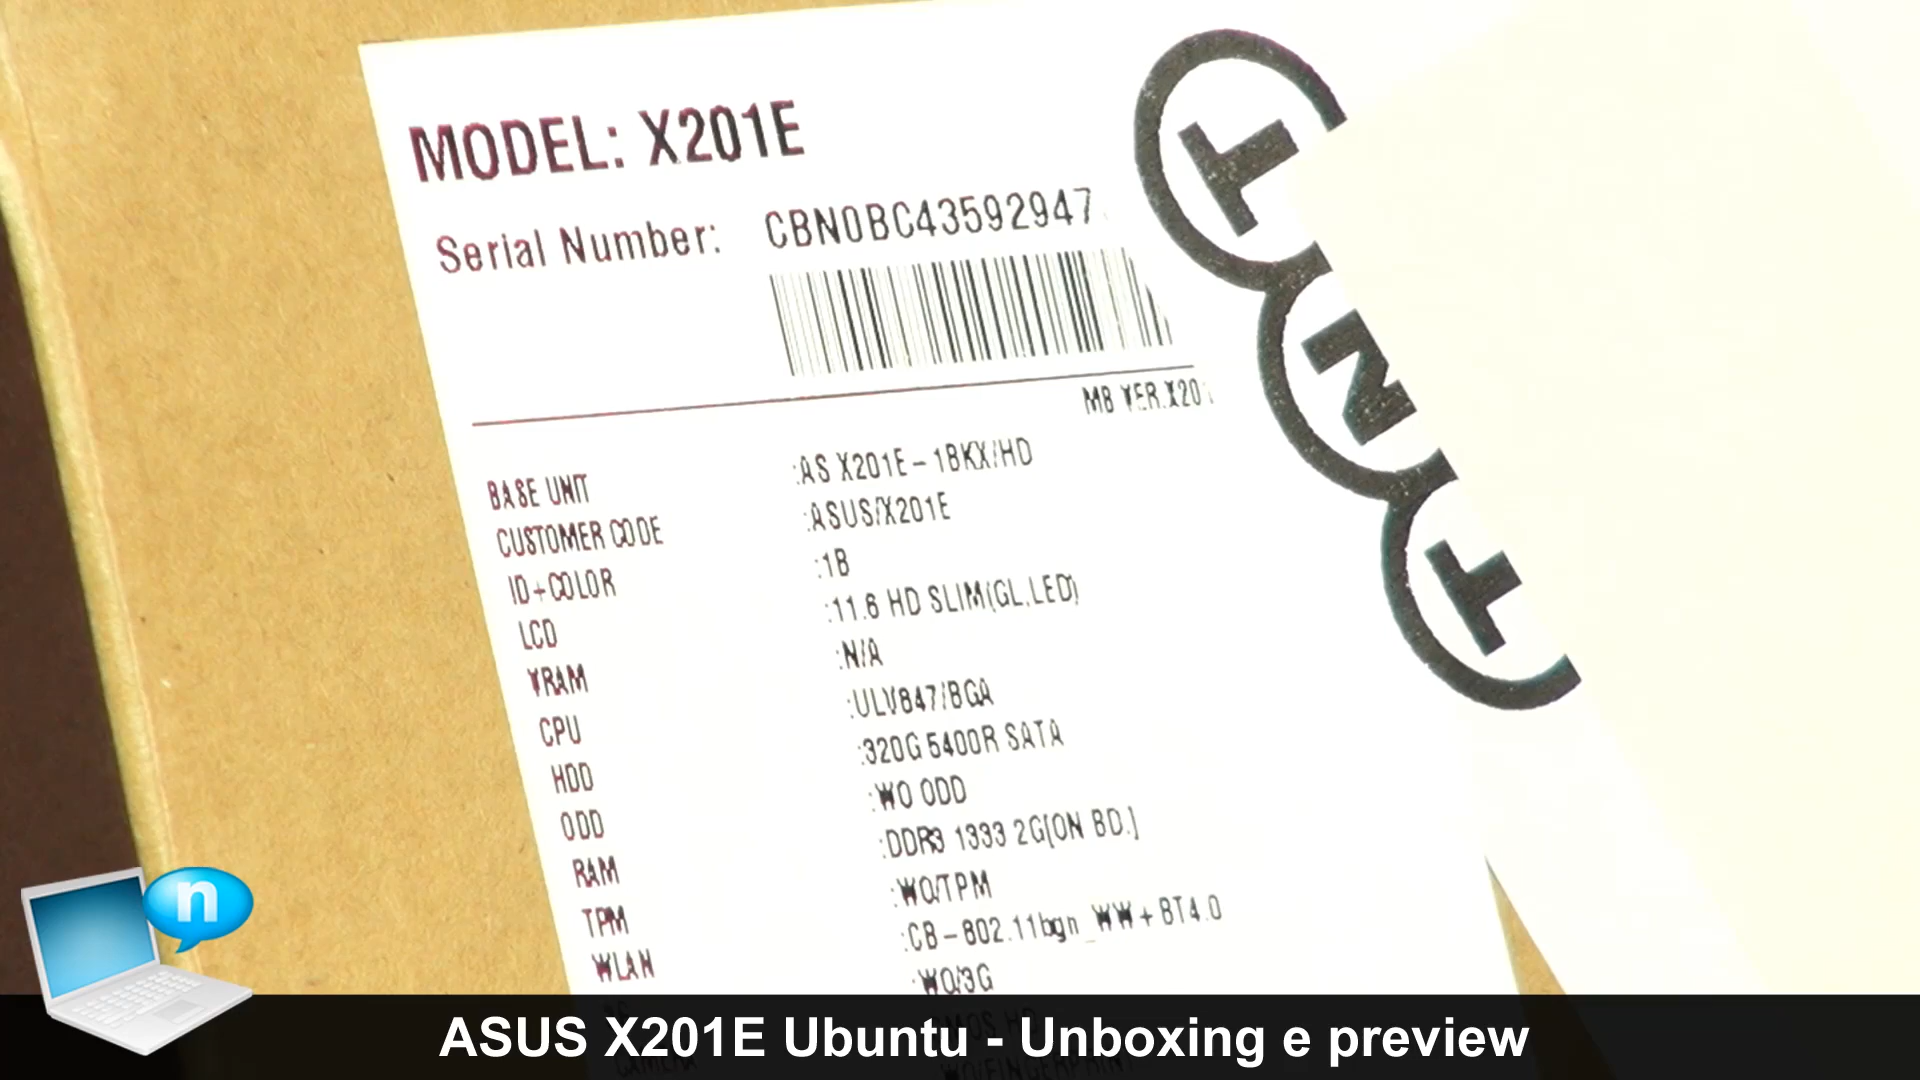 MODEL: X201E
Serial Number: CBN0BC43592947
MB VER.X201
BASE UNIT :AS X201E-1BKX/HD
CUSTOMER CODE :ASUS/X201E
ID+COLOR :1B
LCD :11.6 HD SLIM(GL,LED)
VRAM :N/A
CPU :ULV847/BGA
HDD :320G 5400R SATA
ODD :WO ODD
RAM :DDR3 1333 2G(ON BD.)
TPM :WO/TPM
WLAN :CB-802.11bgn_WW+BT4.0
:WO/3G
TNT
n
ASUS X201E Ubuntu - Unboxing e preview